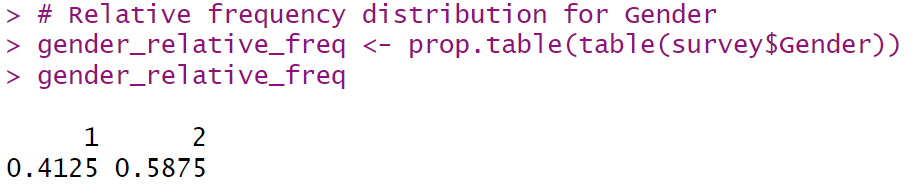 > # Relative frequency distribution for Gender
> gender_relative_freq <- prop.table(table(survey$Gender))
> gender_relative_freq
1 2
0.4125 0.5875